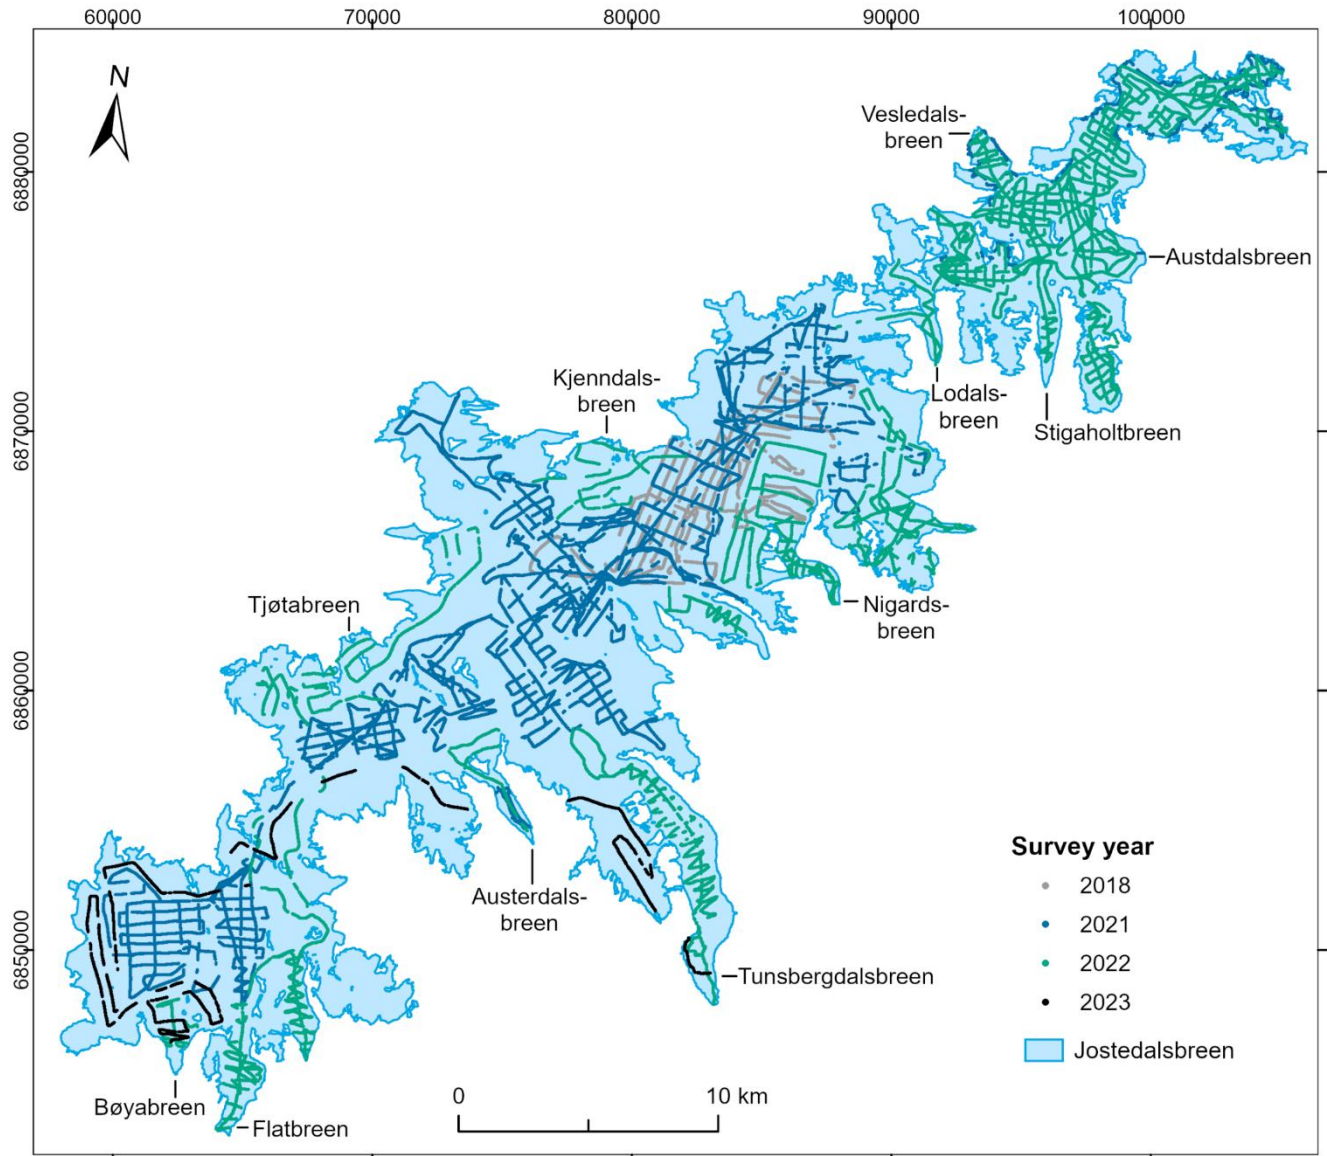 60000
70000
80000
90000
100000
N
Vesledals-
breen
6880000
Austdalsbreen
Kjenndals-
breen
Lodals-
breen
6870000
Stigaholtbreen
Tjøtabreen
Nigards-
breen
6860000
Survey year
2018
2021
2022
2023
Jostedalsbreen
Austerdals-
breen
6850000
Tunsbergdalsbreen
0
10 km
Bøyabreen
Flatbreen